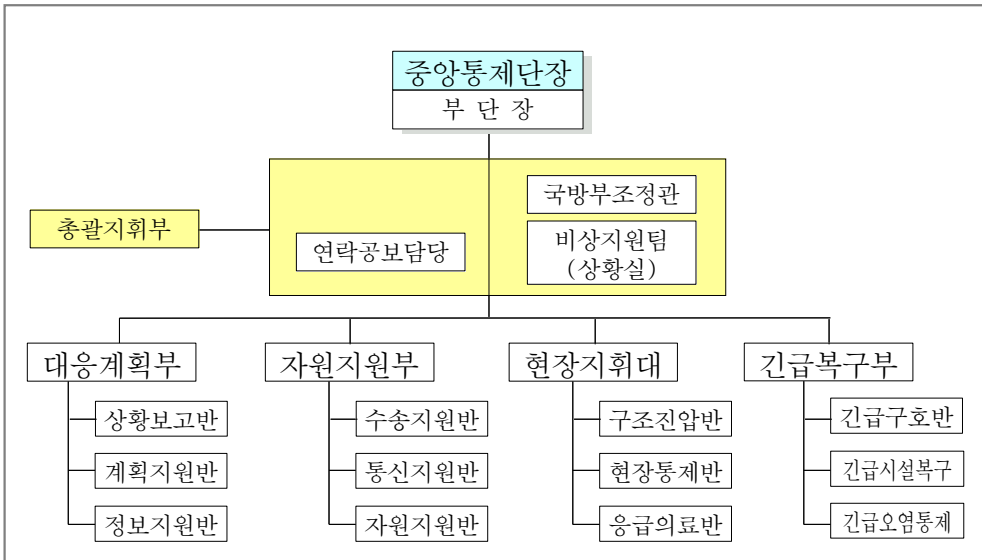 중앙통제단장
부 단 장
국방부조정관
총괄지휘부
연락공보담당
비상지원팀
(상황실)
대응계획부
자원지원부
현장지휘대
긴급복구부
상황보고반
수송지원반
구조진압반
긴급구호반
계획지원반
통신지원반
현장통제반
긴급시설복구
정보지원반
자원지원반
응급의료반
긴급오염통제